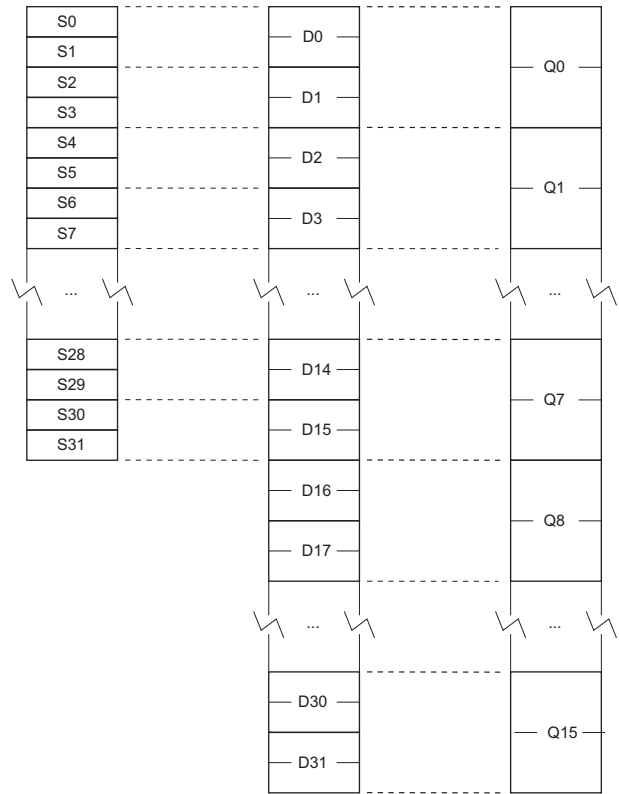 S0
S1
S2
S3
S4
S5
S6
S7
...
S28
S29
S30
S31
D0
D1
D2
D3
...
D14
D15
D16
D17
...
D30
D31
Q0
Q1
...
Q7
Q8
...
Q15